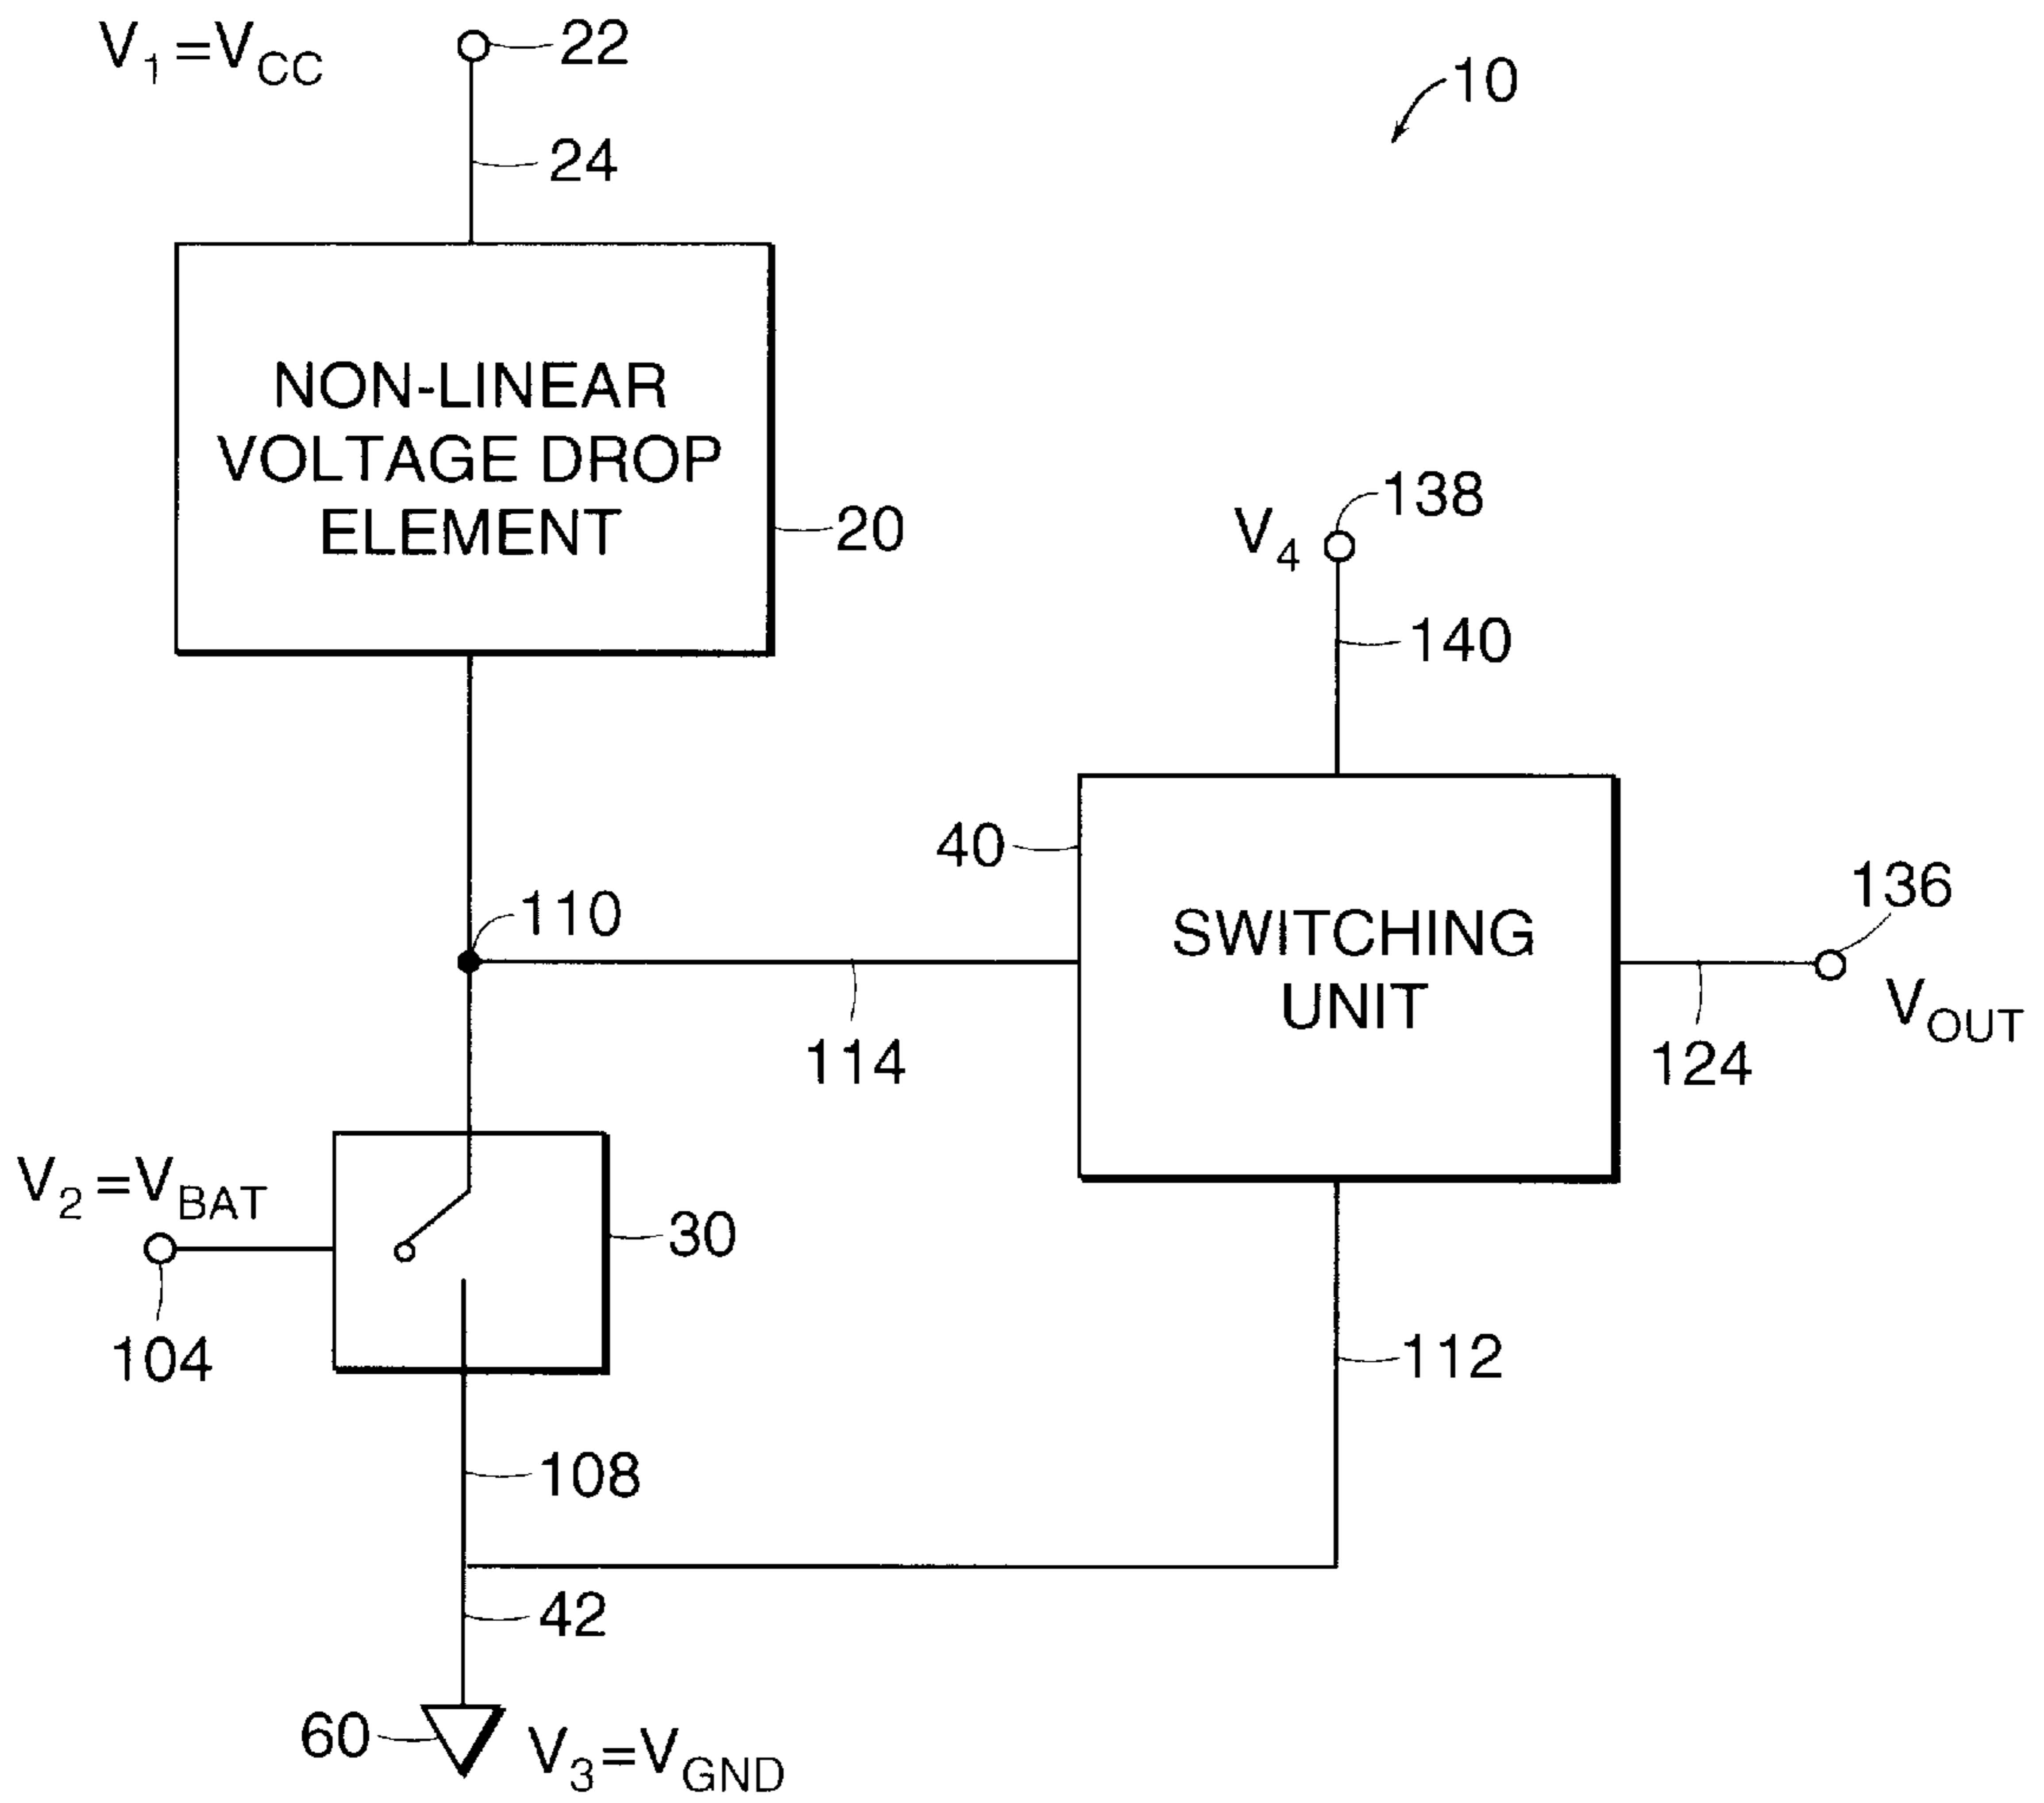 V1=VCC
22
10
24
NON-LINEAR
VOLTAGE DROP
ELEMENT
20
138
V4
140
40
136
110
SWITCHING
UNIT
VOUT
114
124
V2=VBAT
30
104
112
108
42
60
V3=VGND